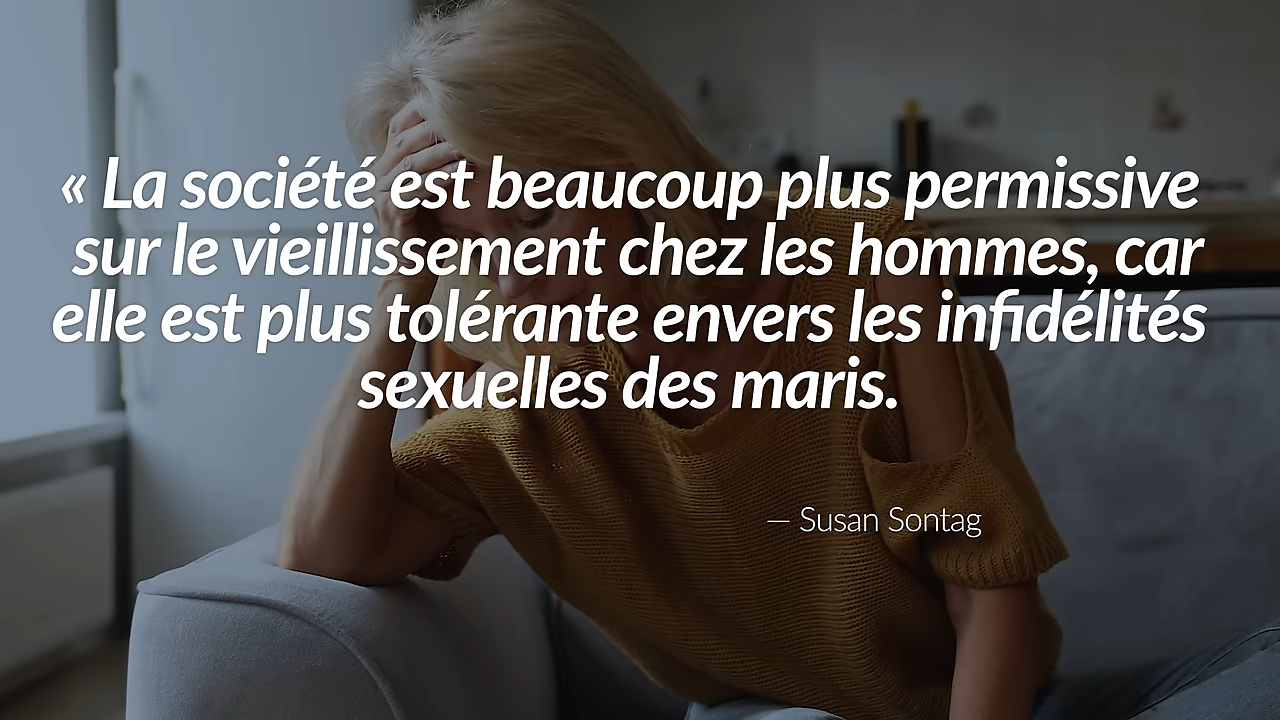 « La société est beaucoup plus permissive
sur le vieillissement chez les hommes, car
elle est plus tolérante envers les infidélités
sexuelles des maris.
— Susan Sontag